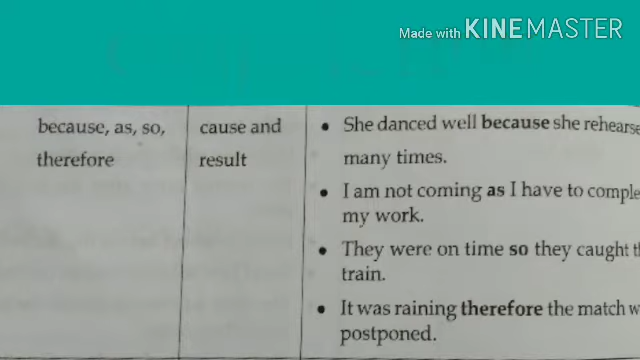 Made with KINEMASTER
because, as, so,
therefore
cause and
result
• She danced well because she rehearse
many times.
• I am not coming as I have to comple
my work.
• They were on time so they caught th
train.
• It was raining therefore the match w
postponed.